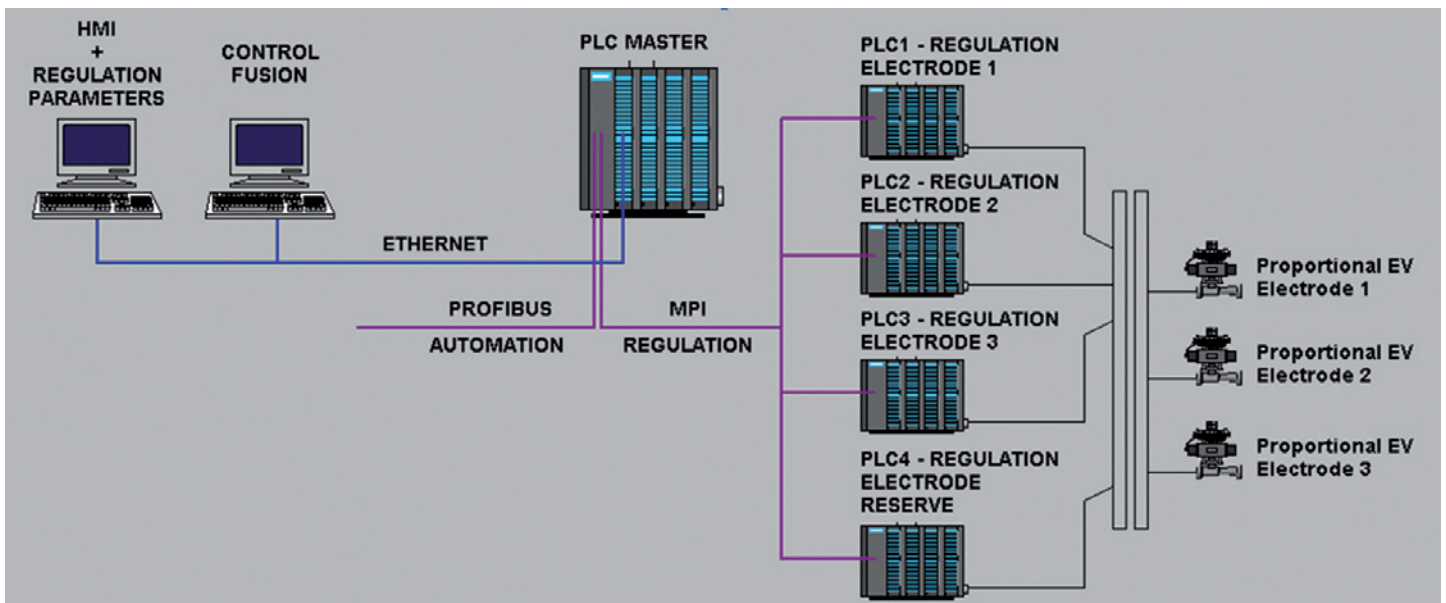 HMI
+
REGULATION
PARAMETERS
CONTROL
FUSION
PLC MASTER
PLC1 - REGULATION
ELECTRODE 1
PLC2 - REGULATION
ELECTRODE 2
ETHERNET
PROFIBUS
AUTOMATION
MPI
REGULATION
PLC3 - REGULATION
ELECTRODE 3
PLC4 - REGULATION
ELECTRODE
RESERVE
Proportional EV
Electrode 1
Proportional EV
Electrode 2
Proportional EV
Electrode 3